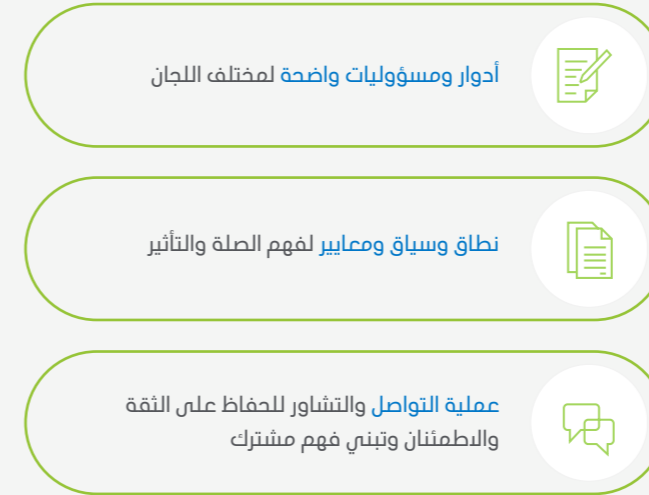 أدوار ومسؤوليات واضحة لمختلف اللجان
نطاق وسياق ومعايير لفهم الصلة والتأثير
عملية التواصل والتشاور للحفاظ على الثقة
والاطمئنان وتبني فهم مشترك